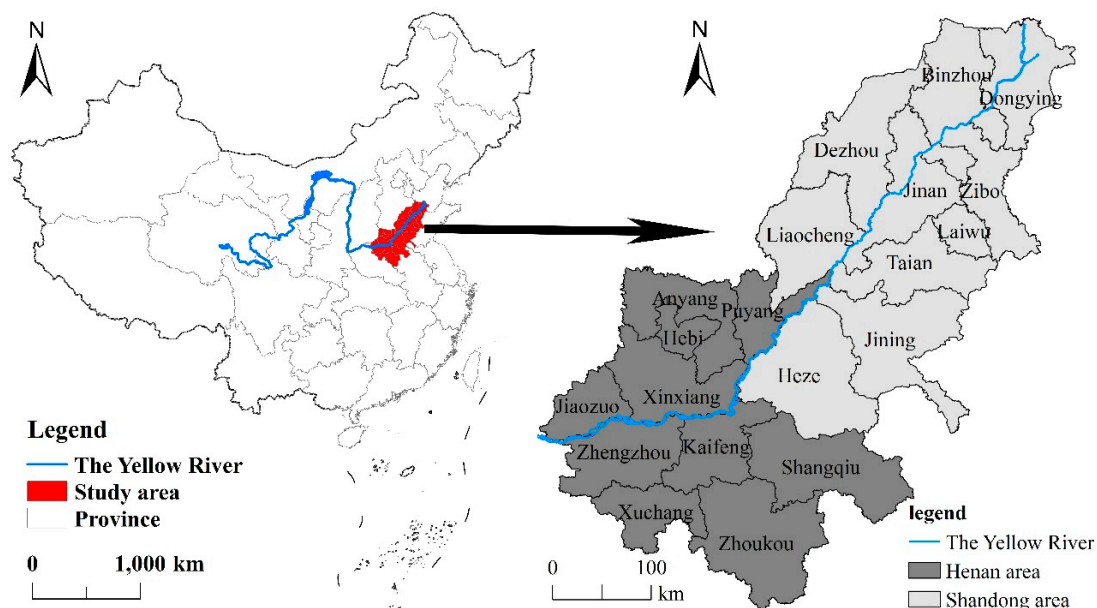 N
Legend
The Yellow River
Study area
Province
0 1,000 km
N
Binzhou
Dongying
Dezhou
Jinan
Zibo
Liaocheng
Laiwu
Taian
Anyang
Puyang
Hebi
Jining
Heze
Xinxiang
Jiaozuo
Zhengzhou
Kaifeng
Shangqiu
Xuchang
Zhoukou
0 100
km
legend
The Yellow River
Henan area
Shandong area